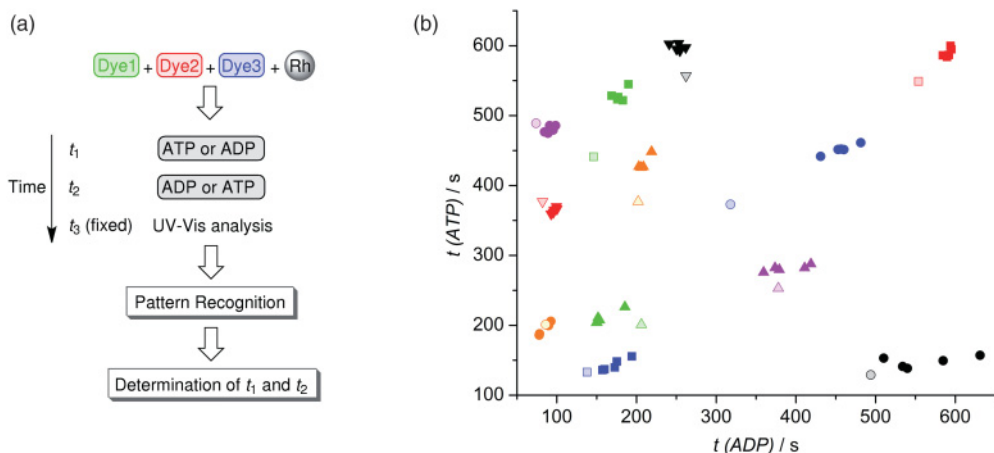 (a)
Dye1 + Dye2 + Dye3 + Rh
Time
t1 ATP or ADP
t2 ADP or ATP
t3 (fixed) UV-Vis analysis
Pattern Recognition
Determination of t1 and t2
(b)
t (ATP) / s
600
500
400
300
200
100
100 200 300 400 500 600
t (ADP) / s